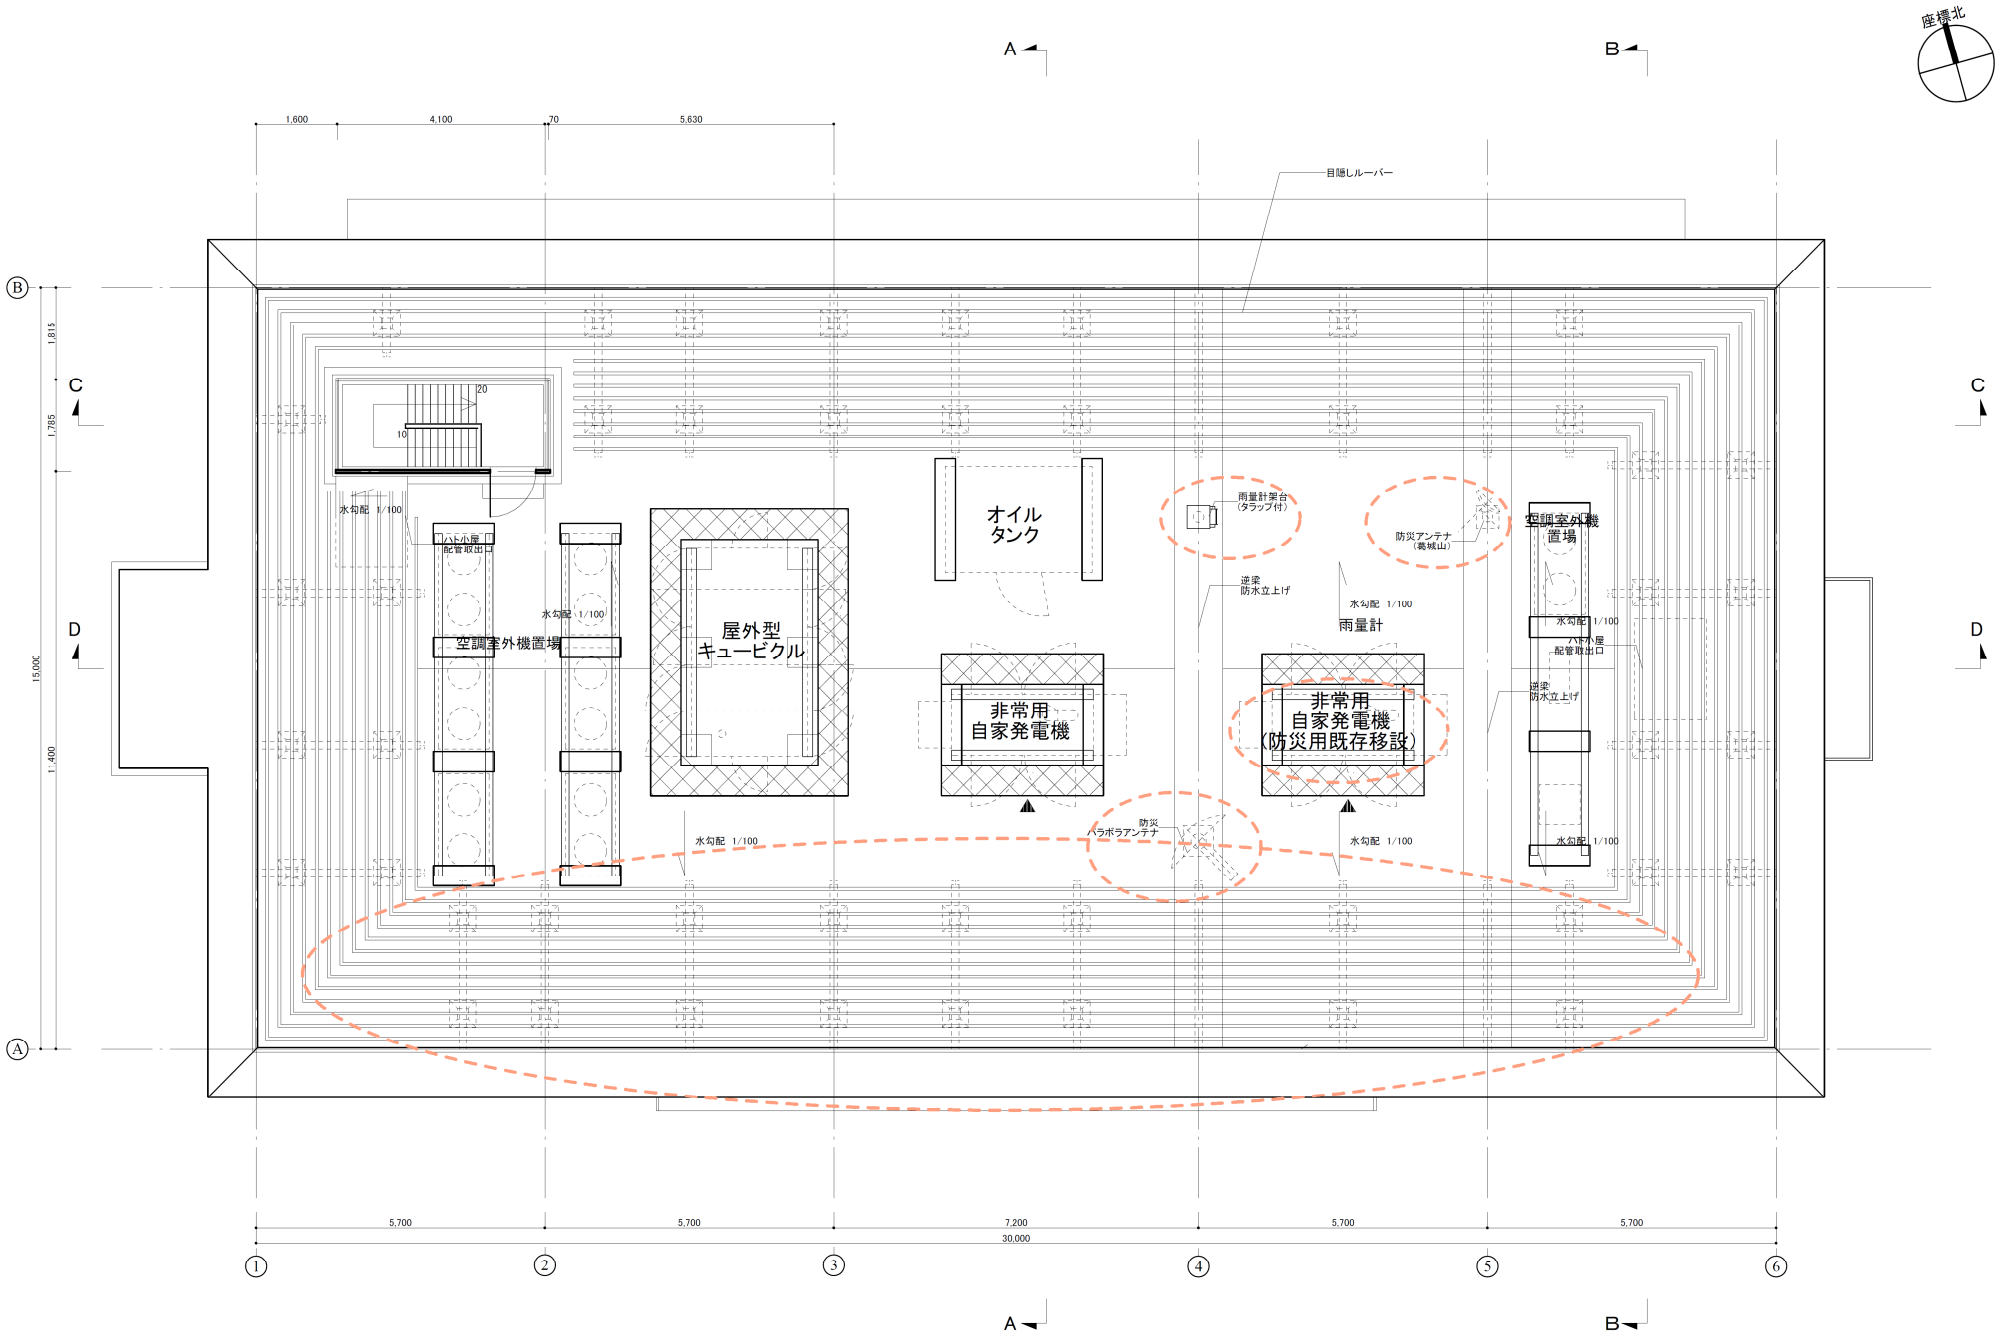 座標北
A
B
1,600
4,100
70
5,630
目隠しルーバー
B
1,815
20
C
C
1,785
10
水勾配 1/100
ハト小屋
配管取出口
オイル
タンク
雨量計架台
(タラップ付)
防災アンテナ
(葛城山)
空調室外機
置場
逆梁
防水立上げ
水勾配 1/100
水勾配 1/100
水勾配 1/100
雨量計
D
D
屋外型
キュービクル
空調室外機置場
ハト小屋
配管取出口
15,000
逆梁
防水立上げ
非常用
自家発電機
非常用
自家発電機
(防災用既存移設)
11,400
防災
パラボラアンテナ
水勾配 1/100
水勾配 1/100
水勾配 1/100
A
5,700
5,700
7,200
5,700
5,700
30,000
1
2
3
4
5
6
A
B